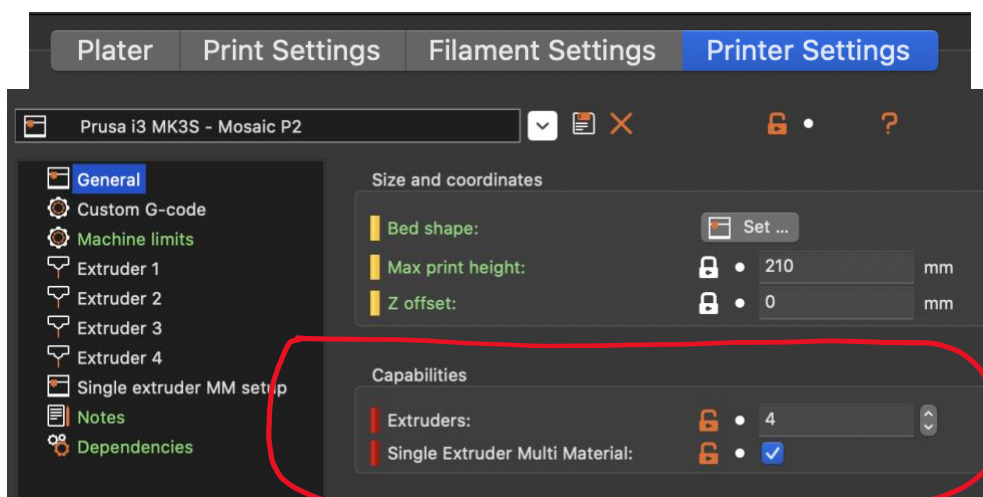 Plater Print Settings Filament Settings Printer Settings
Prusa i3 MK3S - Mosaic P2
?
General
Custom G-code
Machine limits
Extruder 1
Extruder 2
Extruder 3
Extruder 4
Single extruder MM setup
Notes
Dependencies
Size and coordinates
Bed shape: Set ...
Max print height: 210 mm
Z offset: 0 mm
Capabilities
Extruders: 4
Single Extruder Multi Material: